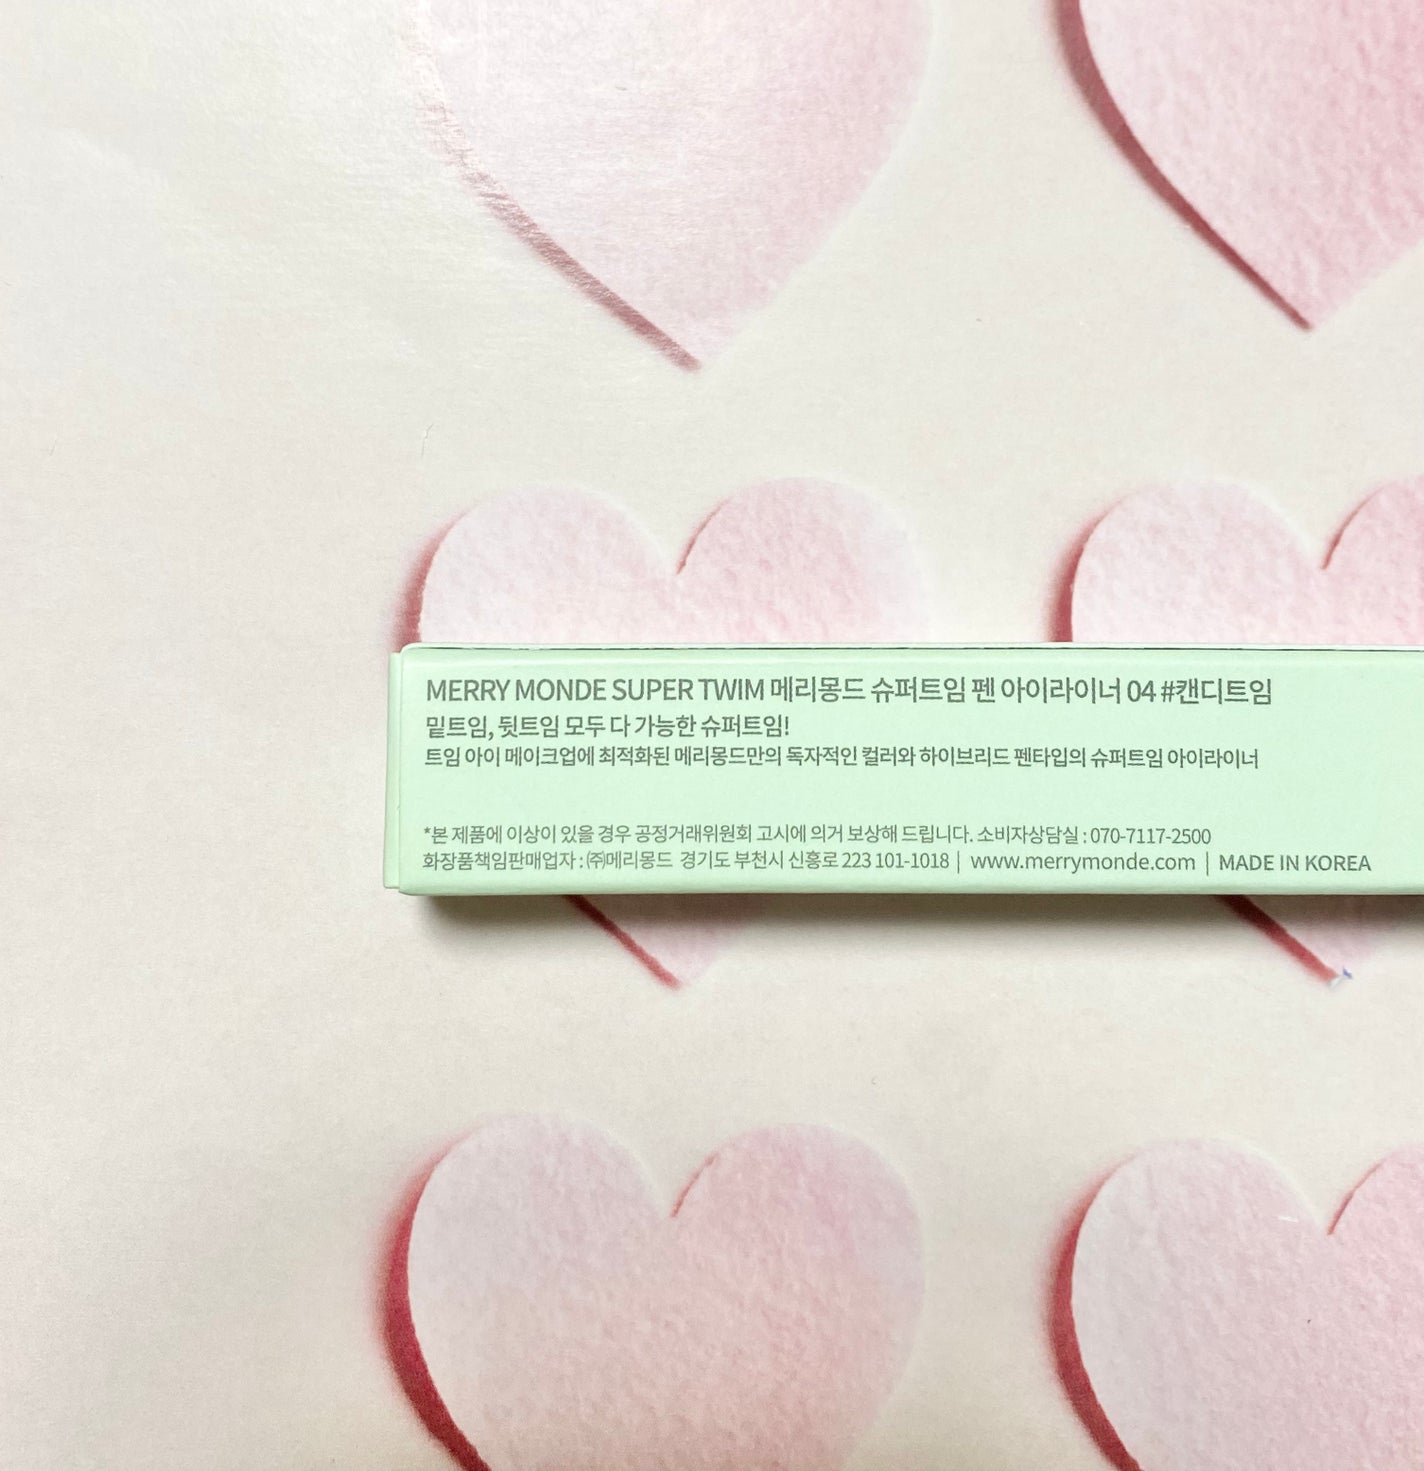 MERRY MONDE SUPER TWIM 메리몽드 슈퍼트임 펜 아이라이너 04 #캔디트임
밑트임, 뒷트임 모두 다 가능한 슈퍼트임!
트임 아이 메이크업에 최적화된 메리몽드만의 독자적인 컬러와 하이브리드 펜타입의 슈퍼트임 아이라이너
*본 제품에 이상이 있을 경우 공정거래위원회 고시에 의거 보상해 드립니다. 소비자상담실 : 070-7117-2500
화장품책임판매업자 : ㈜메리몽드 경기도 부천시 신흥로 223 101-1018 | www.merrymonde.com | MADE IN KOREA